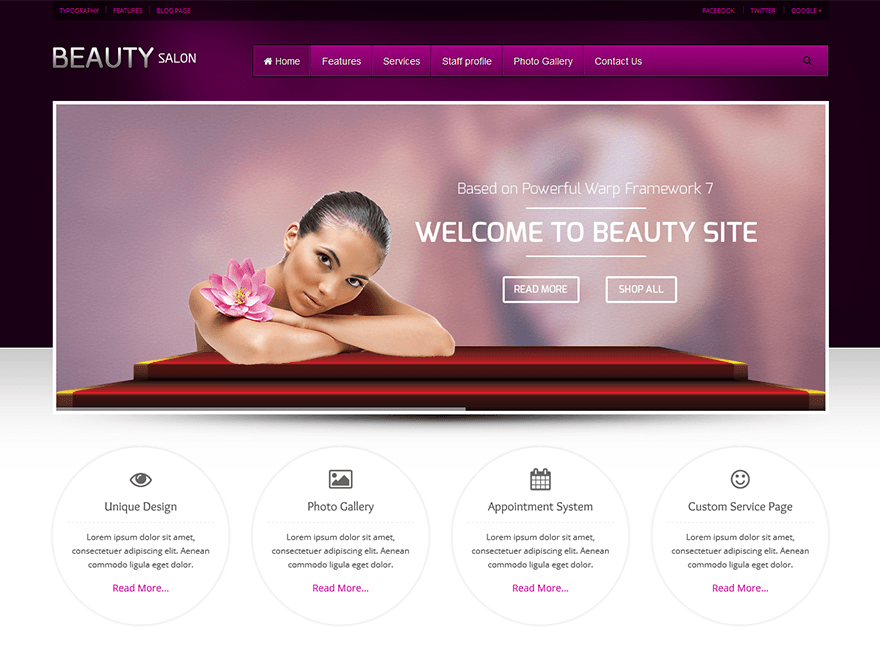 TYPOGRAPHY FEATURES BLOG PAGE FACEBOOK TWITTER GOOGLE +
BEAUTY SALON
Home Features Services Staff profile Photo Gallery Contact Us
Based on Powerful Warp Framework 7
WELCOME TO BEAUTY SITE
READ MORE SHOP ALL
Unique Design
Lorem ipsum dolor sit amet,
consectetuer adipiscing elit. Aenean
commodo ligula eget dolor.
Read More...
Photo Gallery
Lorem ipsum dolor sit amet,
consectetuer adipiscing elit. Aenean
commodo ligula eget dolor.
Read More...
Appointment System
Lorem ipsum dolor sit amet,
consectetuer adipiscing elit. Aenean
commodo ligula eget dolor.
Read More...
Custom Service Page
Lorem ipsum dolor sit amet,
consectetuer adipiscing elit. Aenean
commodo ligula eget dolor.
Read More...